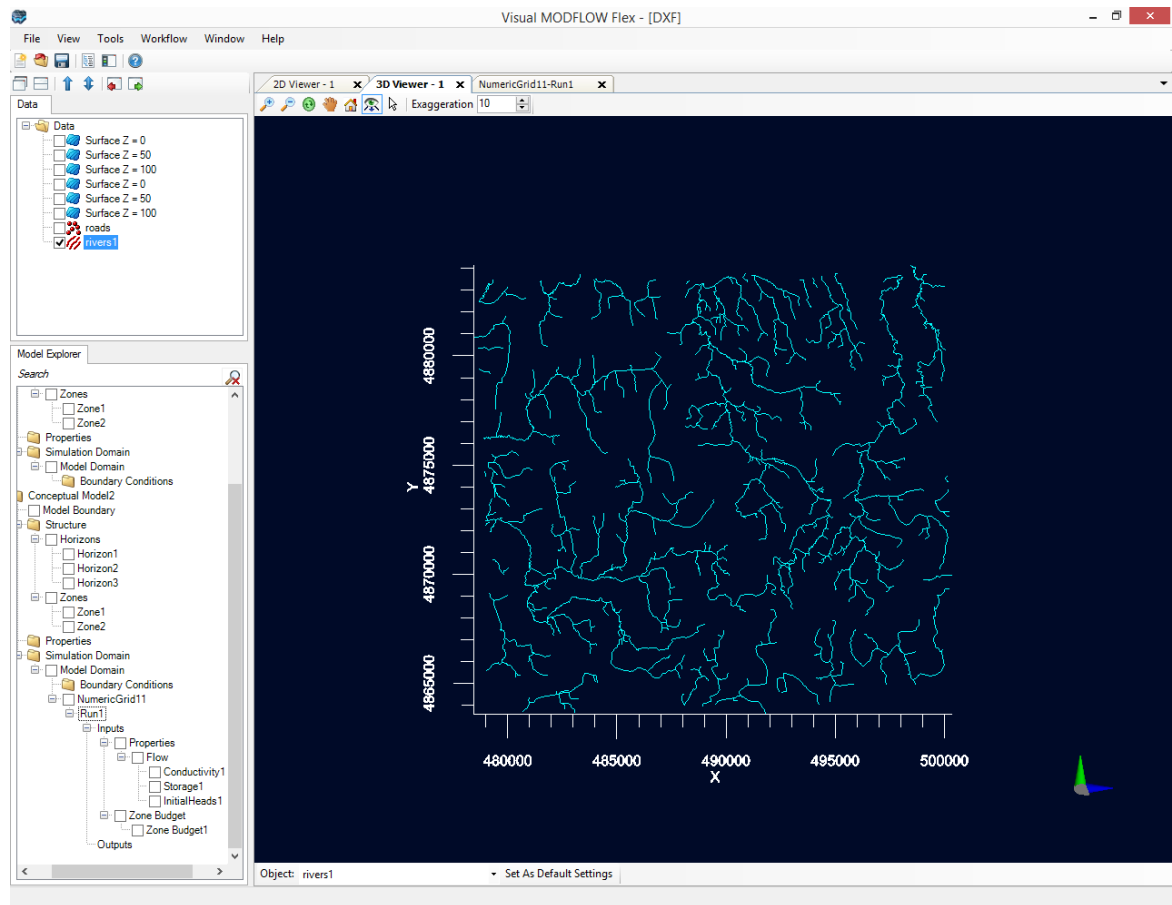 Visual MODFLOW Flex - [DXF]
File View Tools Workflow Window Help
Data
2D Viewer - 1 x 3D Viewer - 1 x NumericGrid11-Run1 x
Exaggeration 10
Data
Surface Z = 0
Surface Z = 50
Surface Z = 100
Surface Z = 0
Surface Z = 50
Surface Z = 100
roads
rivers1
Model Explorer
Search
Zones
Zone1
Zone2
Properties
Simulation Domain
Model Domain
Boundary Conditions
Conceptual Model2
Model Boundary
Structure
Horizons
Horizon1
Horizon2
Horizon3
Zones
Zone1
Zone2
Properties
Simulation Domain
Model Domain
Boundary Conditions
NumericGrid11
Run1
Inputs
Properties
Flow
Conductivity1
Storage1
InitialHeads1
Zone Budget
Zone Budget1
Outputs
4880000
4875000
Y
4870000
4865000
480000 485000 490000 495000 500000
X
Object: rivers1 Set As Default Settings